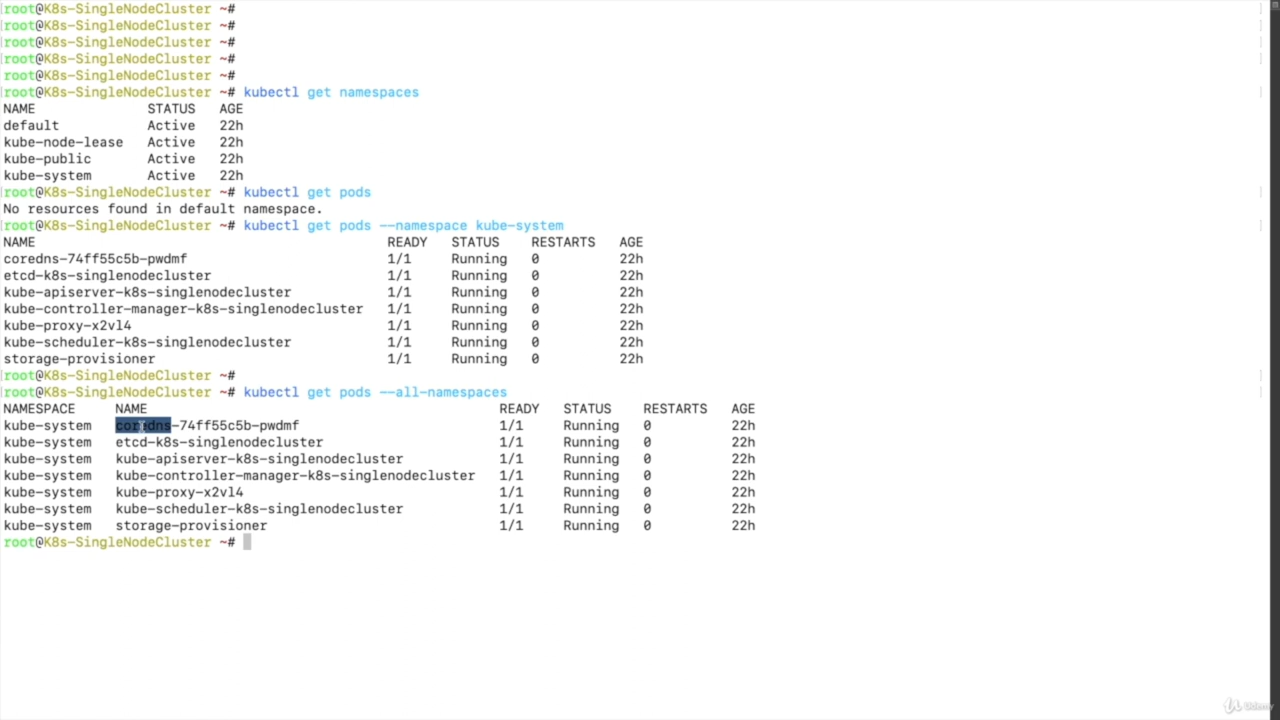 root@K8s-SingleNodeCluster ~#
root@K8s-SingleNodeCluster ~#
root@K8s-SingleNodeCluster ~#
root@K8s-SingleNodeCluster ~#
root@K8s-SingleNodeCluster ~#
root@K8s-SingleNodeCluster ~# kubectl get namespaces
NAME STATUS AGE
default Active 22h
kube-node-lease Active 22h
kube-public Active 22h
kube-system Active 22h
root@K8s-SingleNodeCluster ~# kubectl get pods
No resources found in default namespace.
root@K8s-SingleNodeCluster ~# kubectl get pods --namespace kube-system
NAME READY STATUS RESTARTS AGE
coredns-74ff55c5b-pwdmf 1/1 Running 0 22h
etcd-k8s-singlenodecluster 1/1 Running 0 22h
kube-apiserver-k8s-singlenodecluster 1/1 Running 0 22h
kube-controller-manager-k8s-singlenodecluster 1/1 Running 0 22h
kube-proxy-x2vl4 1/1 Running 0 22h
kube-scheduler-k8s-singlenodecluster 1/1 Running 0 22h
storage-provisioner 1/1 Running 0 22h
root@K8s-SingleNodeCluster ~#
root@K8s-SingleNodeCluster ~# kubectl get pods --all-namespaces
NAMESPACE NAME READY STATUS RESTARTS AGE
kube-system coredns-74ff55c5b-pwdmf 1/1 Running 0 22h
kube-system etcd-k8s-singlenodecluster 1/1 Running 0 22h
kube-system kube-apiserver-k8s-singlenodecluster 1/1 Running 0 22h
kube-system kube-controller-manager-k8s-singlenodecluster 1/1 Running 0 22h
kube-system kube-proxy-x2vl4 1/1 Running 0 22h
kube-system kube-scheduler-k8s-singlenodecluster 1/1 Running 0 22h
kube-system storage-provisioner 1/1 Running 0 22h
root@K8s-SingleNodeCluster ~#
Udemy